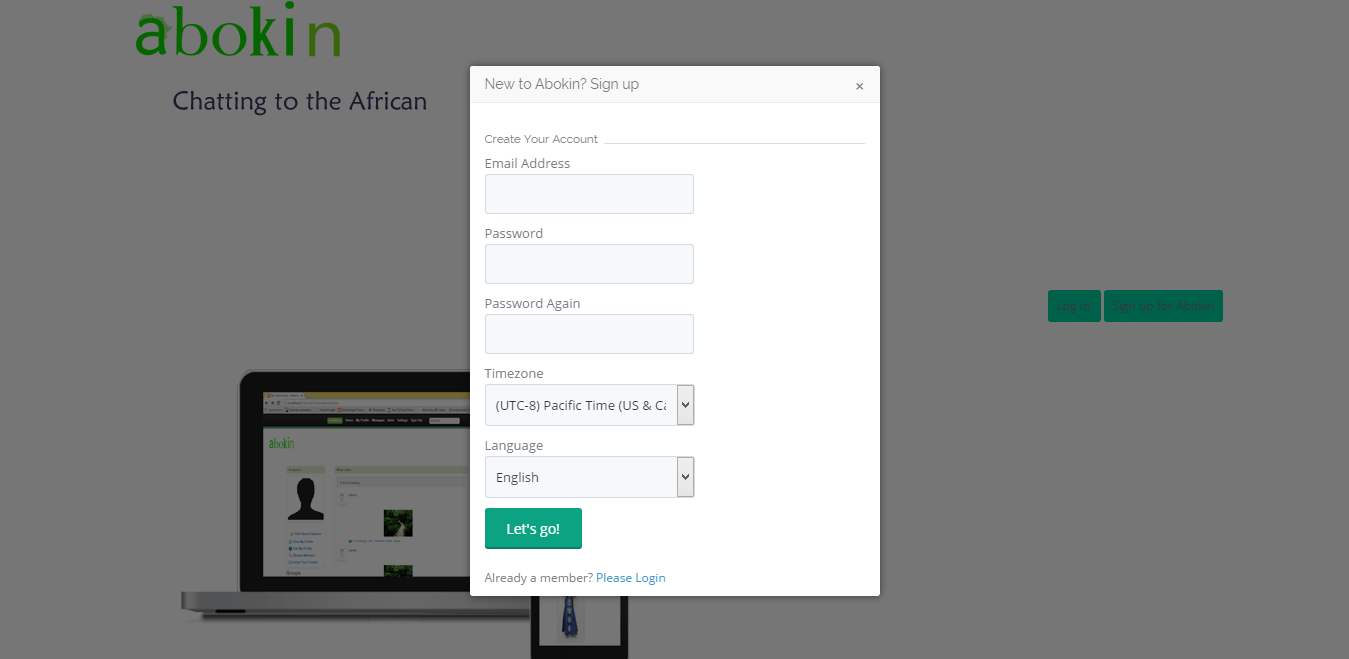 abokin
Chatting to the African
New to Abokin? Sign up
×
Create Your Account
Email Address
Password
Password Again
Timezone
(UTC-8) Pacific Time (US & Ca
Language
English
Let's go!
Already a member? Please Login
Log in
Sign up for Abokin
abokin